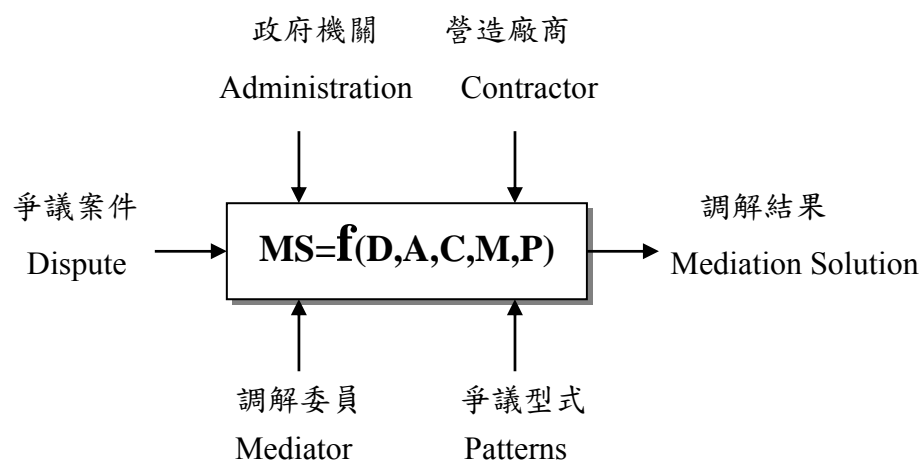 政府機關
Administration
營造廠商
Contractor
爭議案件
Dispute
MS=f(D,A,C,M,P)
調解結果
Mediation Solution
調解委員
Mediator
爭議型式
Patterns